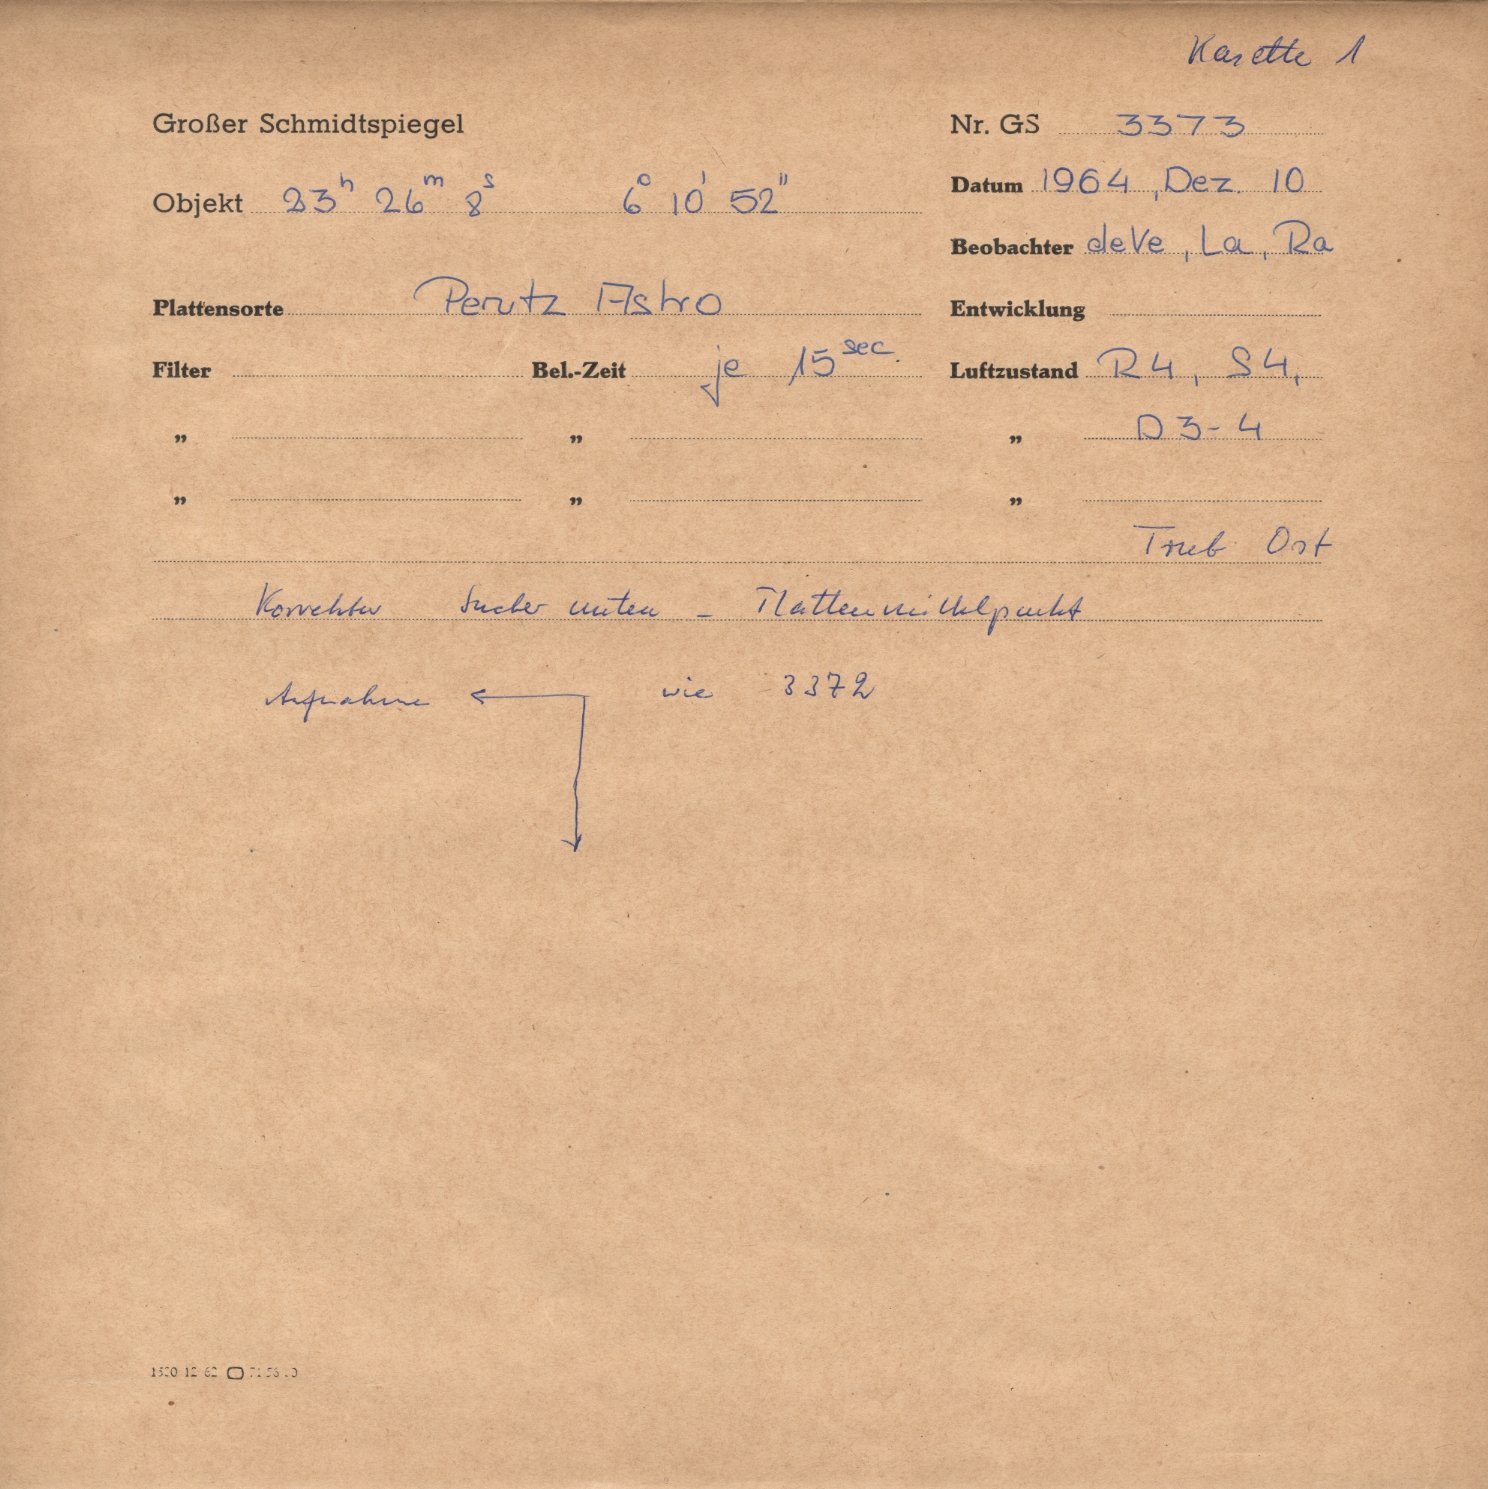 Kasette 1
Großer Schmidtspiegel
Nr. GS 3373
Objekt 23h 26m 8s 6° 10' 52"
Datum 1964, Dez. 10
Beobachter deVe, La, Ra
Plattensorte Perutz Astro
Entwicklung
Filter Bel.-Zeit je 15 sec.
Luftzustand R4, S4,
„ „ „ D 3-4
„ „ „
Trub Ost
Korrektur Sucher unten – Plattenmittelpunkt
Aufnahme ← wie 3372